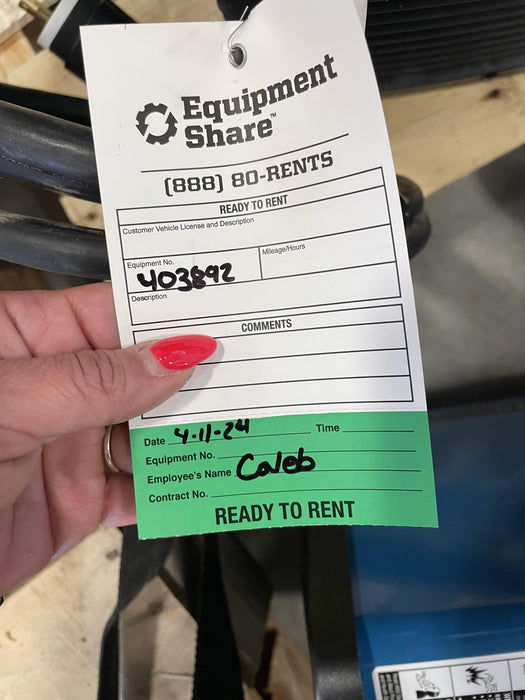 Equipment
Share™
(888) 80-RENTS
READY TO RENT
Customer Vehicle License and Description
Equipment No. Mileage/Hours
403892
Description
COMMENTS
Date 4-11-24 Time
Equipment No.
Employee's Name Caleb
Contract No.
READY TO RENT